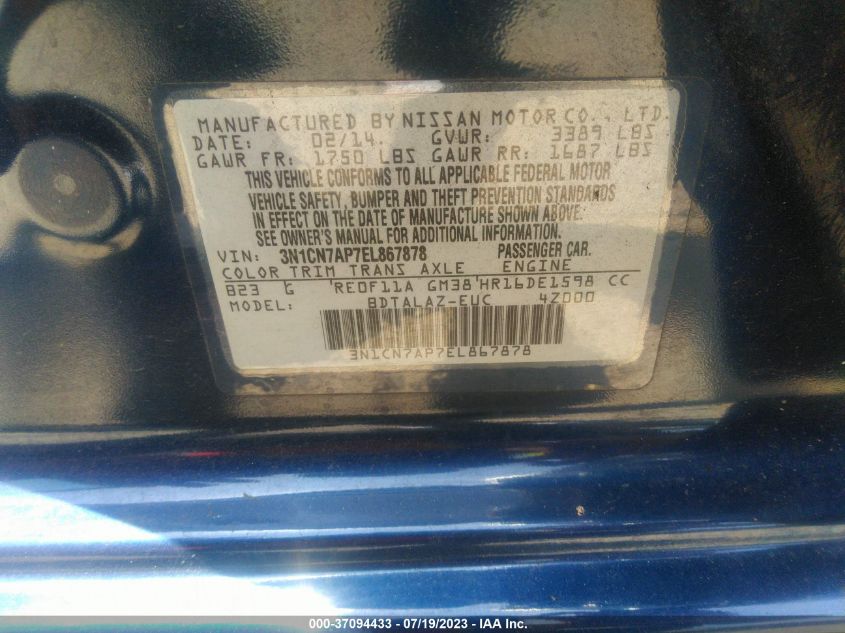 MANUFACTURED BY NISSAN MOTOR CO., LTD.
DATE: 02/14. GVWR: 3389 LBS
GAWR FR: 1750 LBS GAWR RR: 1687 LBS
THIS VEHICLE CONFORMS TO ALL APPLICABLE FEDERAL MOTOR
VEHICLE SAFETY, BUMPER AND THEFT PREVENTION STANDARDS
IN EFFECT ON THE DATE OF MANUFACTURE SHOWN ABOVE.
SEE OWNER'S MANUAL FOR ADDITIONAL INFORMATION.
VIN: 3N1CN7AP7EL867878 PASSENGER CAR.
COLOR TRIM TRANS AXLE ENGINE
B23 G 'RE0F11A GM38'HR16DE1598 CC
MODEL: BDTALAZ-EUC 4Z000
3N1CN7AP7EL867878
000-37094433 - 07/19/2023 - IAA Inc.